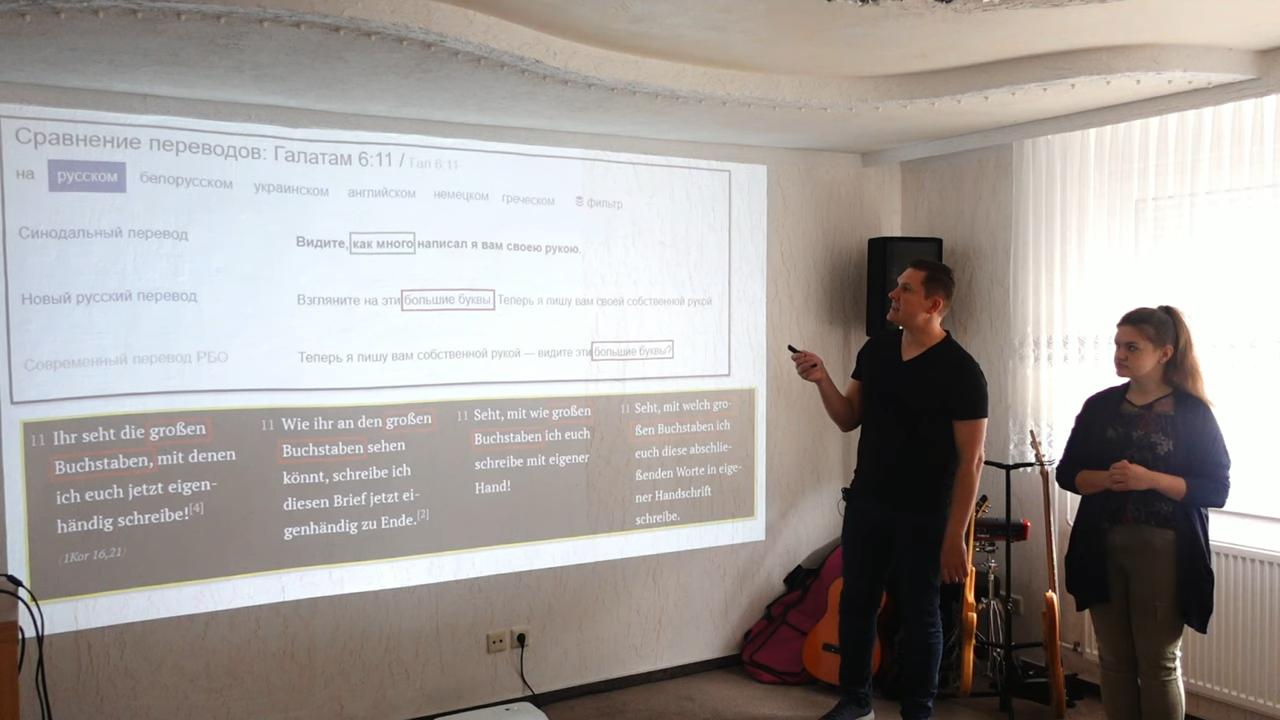 Сравнение переводов: Галатам 6:11 / Гал 6:11
на русском белорусском украинском английском немецком греческом фильтр
Синодальный перевод
Видите, как много написал я вам своею рукою.
Новый русский перевод
Взгляните на эти большие буквы. Теперь я пишу вам своей собственной рукой
Современный перевод РБО
Теперь я пишу вам собственной рукой — видите эти большие буквы?
11 Ihr seht die großen
Buchstaben, mit denen
ich euch jetzt eigen-
händig schreibe![4]
(1Kor 16,21)
11 Wie ihr an den großen
Buchstaben sehen
könnt, schreibe ich
diesen Brief jetzt ei-
genhändig zu Ende.[2]
11 Seht, mit wie großen
Buchstaben ich euch
schreibe mit eigener
Hand!
11 Seht, mit welch gro-
ßen Buchstaben ich
euch diese abschlie-
ßenden Worte in eige-
ner Handschrift
schreibe.